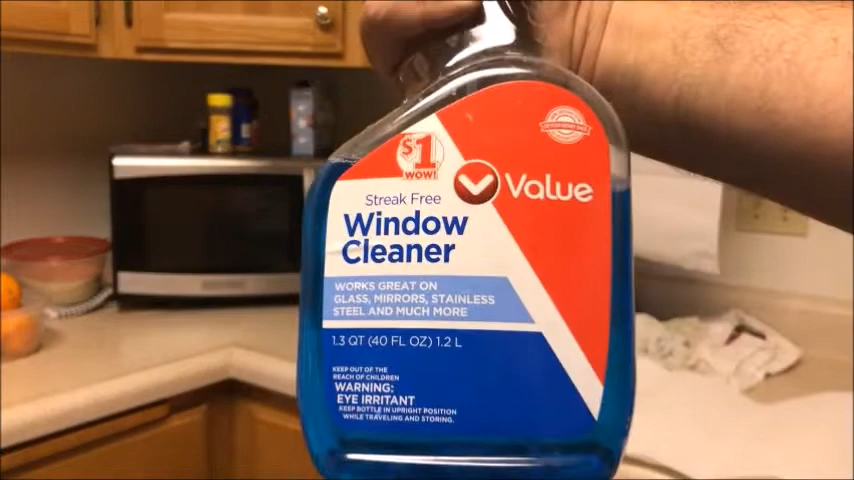 $1
WOW!
Value
Streak Free
Window
Cleaner
WORKS GREAT ON
GLASS, MIRRORS, STAINLESS
STEEL AND MUCH MORE
1.3 QT (40 FL OZ) 1.2 L
KEEP OUT OF THE
REACH OF CHILDREN
WARNING:
EYE IRRITANT
KEEP BOTTLE IN UPRIGHT POSITION
WHILE TRAVELING AND STORING.